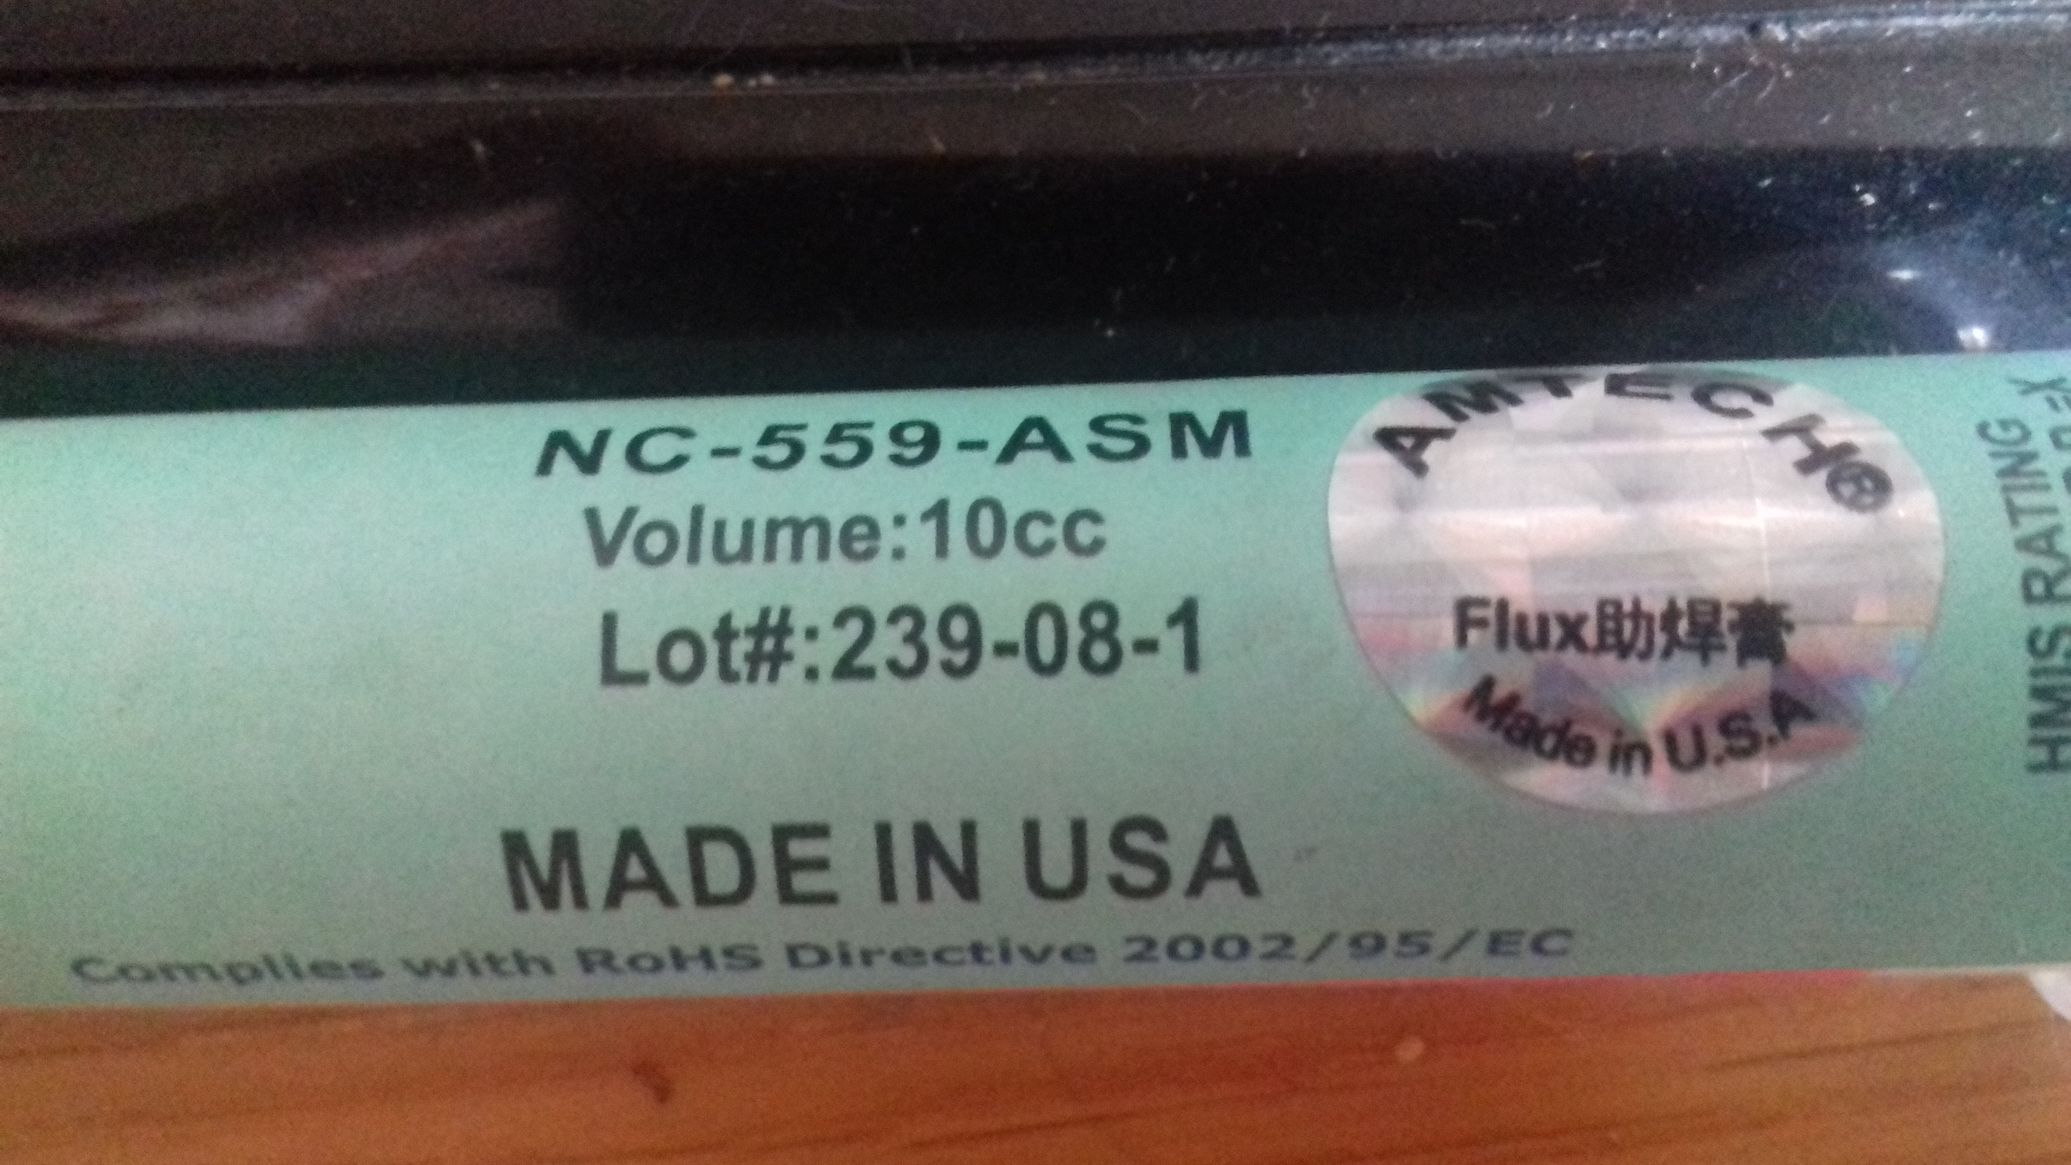 NC-559-ASM
Volume:10cc
Lot#:239-08-1
MADE IN USA
Complies with RoHS Directive 2002/95/EC
AMTECH®
Flux助焊膏
Made in U.S.A
HMIS RATING